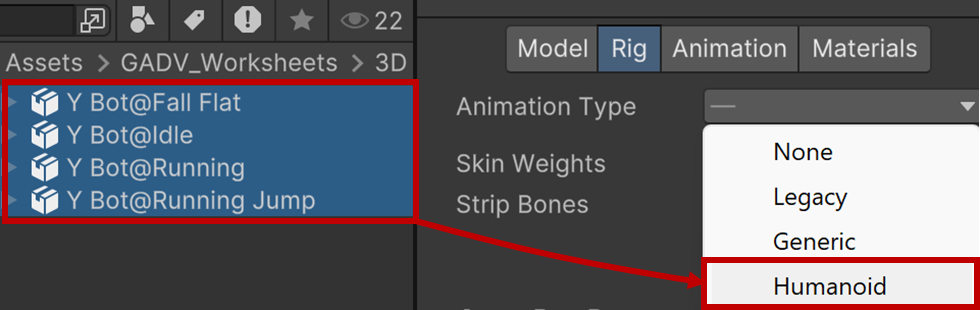 22
Assets > GADV_Worksheets > 3D
Y Bot@Fall Flat
Y Bot@Idle
Y Bot@Running
Y Bot@Running Jump
Model Rig Animation Materials
Animation Type —
Skin Weights
Strip Bones
None
Legacy
Generic
Humanoid